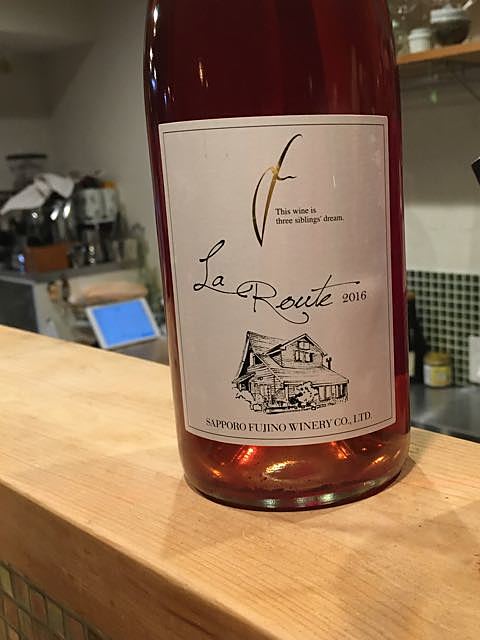 This wine is
three siblings' dream.
La Route 2016
SAPPORO FUJINO WINERY CO., LTD.